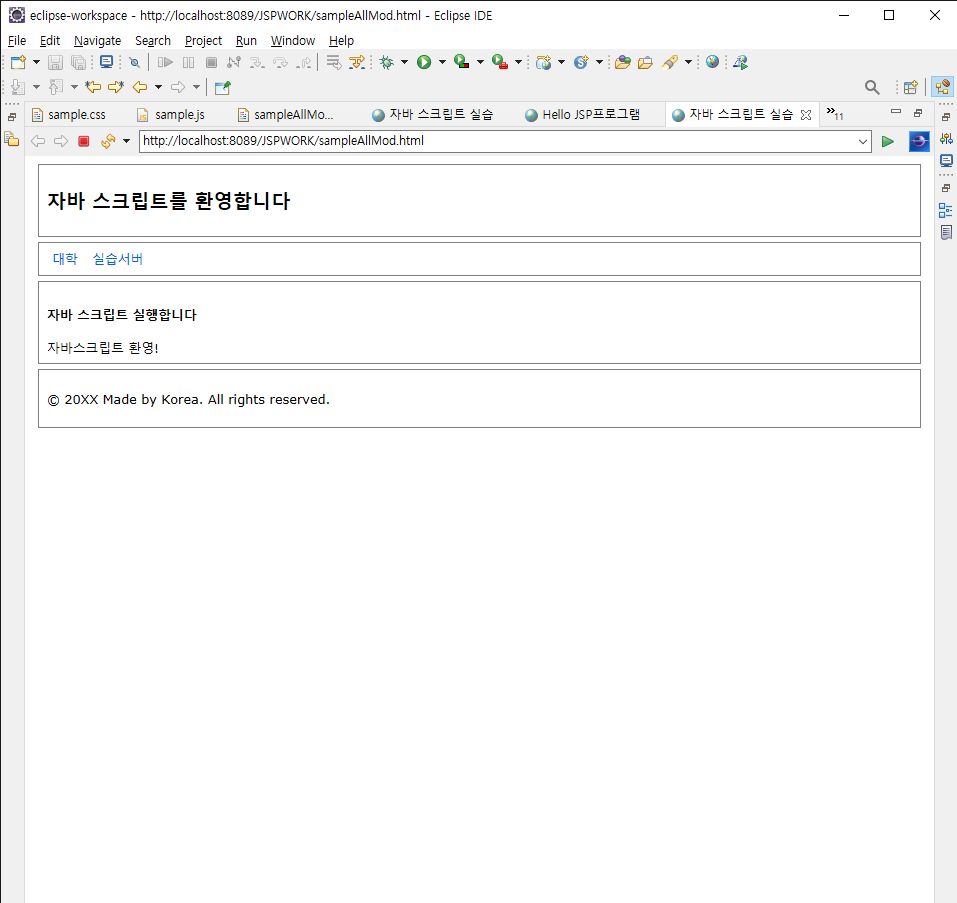 eclipse-workspace - http://localhost:8089/JSPWORK/sampleAllMod.html - Eclipse IDE
File Edit Navigate Search Project Run Window Help
sample.css sample.js sampleAllMo... 자바 스크립트 실습 Hello JSP프로그램 자바 스크립트 실습 11
http://localhost:8089/JSPWORK/sampleAllMod.html
자바 스크립트를 환영합니다
대학 실습서버
자바 스크립트 실행합니다
자바스크립트 환영!
© 20XX Made by Korea. All rights reserved.